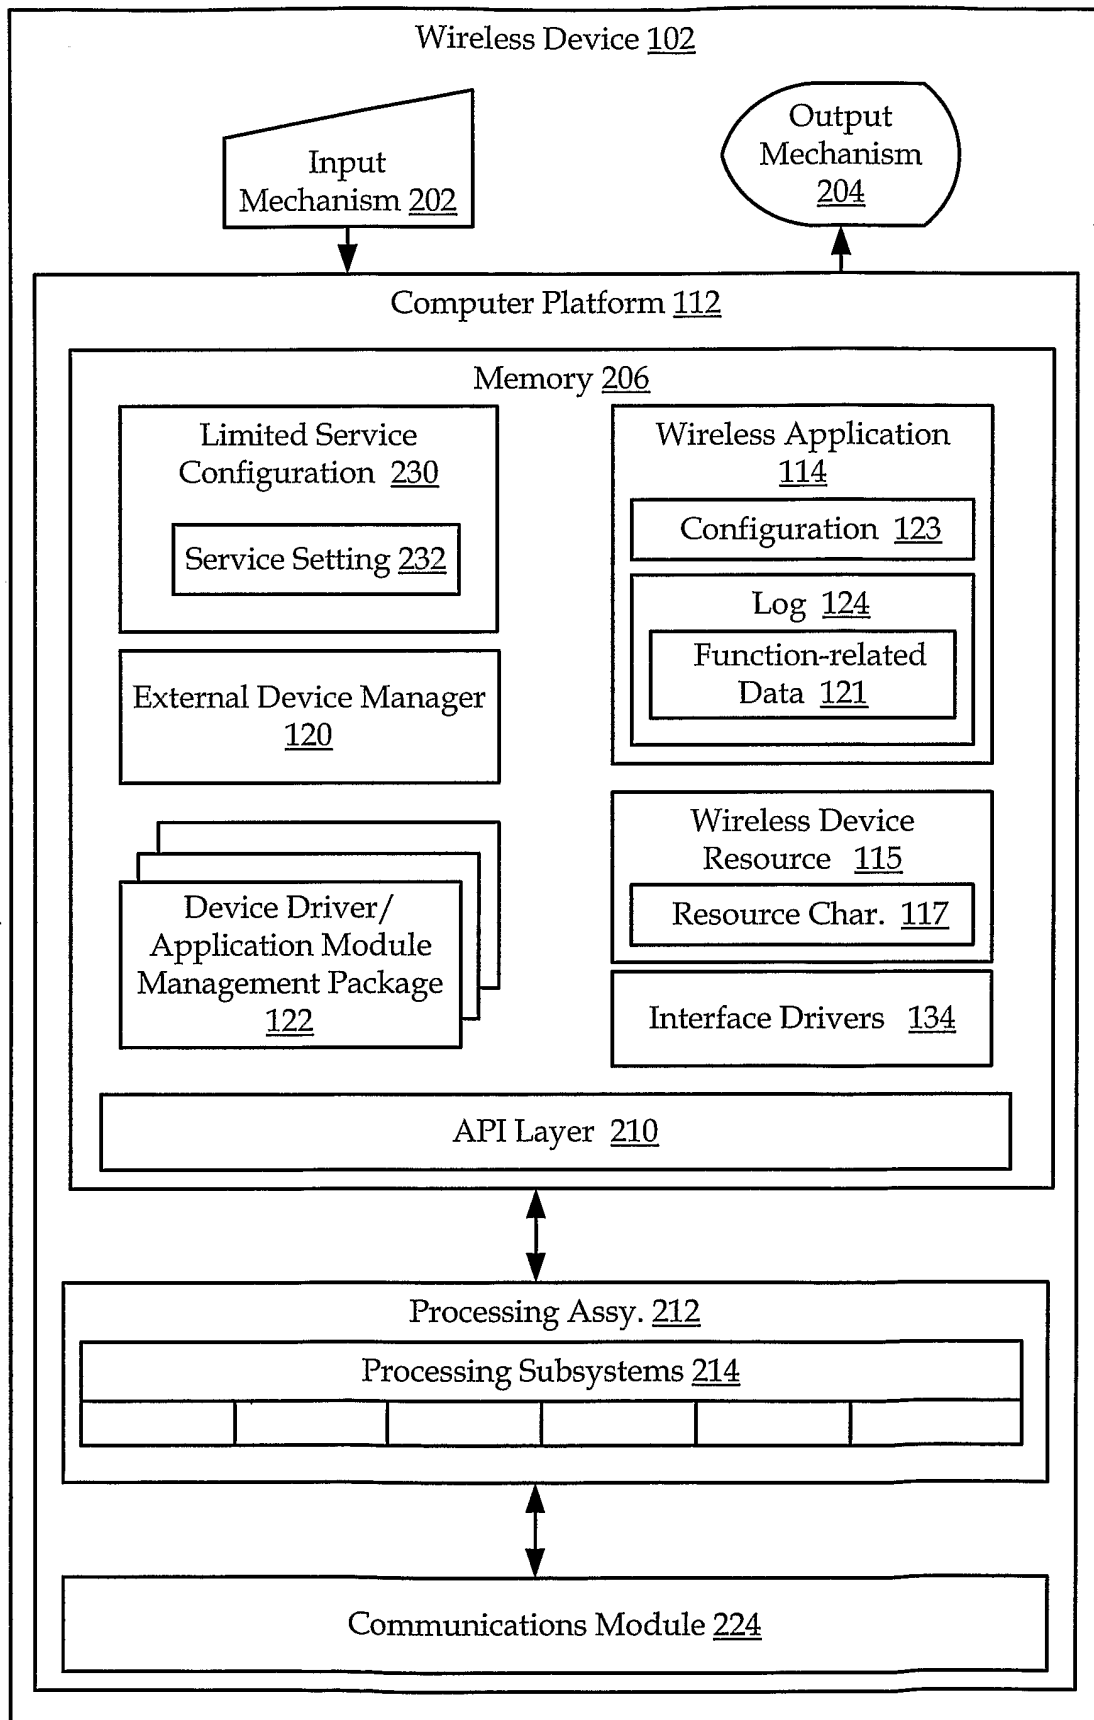 Wireless Device 102
Input
Mechanism 202
Output
Mechanism
204
Computer Platform 112
Memory 206
Limited Service
Configuration 230
Service Setting 232
External Device Manager
120
Device Driver/
Application Module
Management Package
122
Wireless Application
114
Configuration 123
Log 124
Function-related
Data 121
Wireless Device
Resource 115
Resource Char. 117
Interface Drivers 134
API Layer 210
Processing Assy. 212
Processing Subsystems 214
Communications Module 224